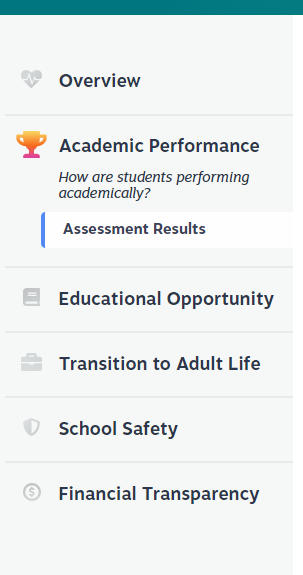 Overview
Academic Performance
How are students performing
academically?
Assessment Results
Educational Opportunity
Transition to Adult Life
School Safety
Financial Transparency